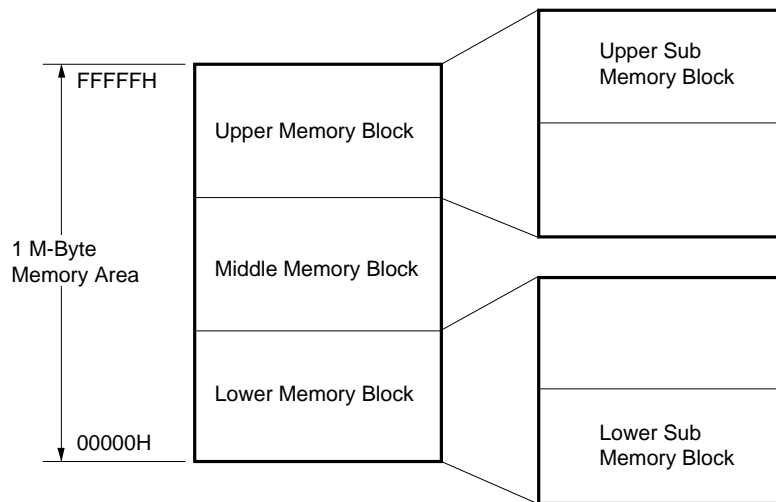 FFFFFH
Upper Memory Block
Upper Sub
Memory Block
1 M-Byte
Memory Area
Middle Memory Block
Lower Memory Block
00000H
Lower Sub
Memory Block